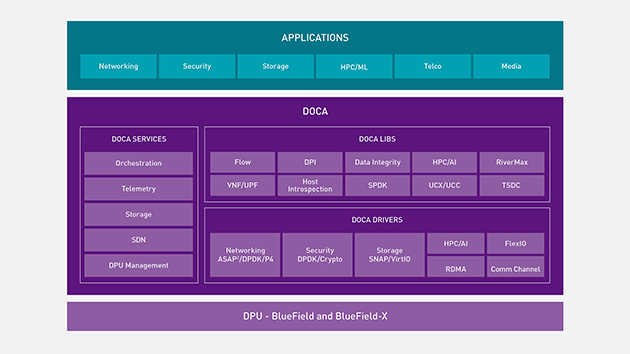 APPLICATIONS
Networking
Security
Storage
HPC/ML
Telco
Media
DOCA
DOCA SERVICES
Orchestration
Telemetry
Storage
SDN
DPU Management
DOCA LIBS
Flow
DPI
Data Integrity
HPC/AI
RiverMax
VNF/UPF
Host
Introspection
SPDK
UCX/UCC
TSDC
DOCA DRIVERS
Networking
ASAP²/DPDK/P4
Security
DPDK/Crypto
Storage
SNAP/VirtIO
HPC/AI
FlexIO
RDMA
Comm Channel
DPU - BlueField and BlueField-X